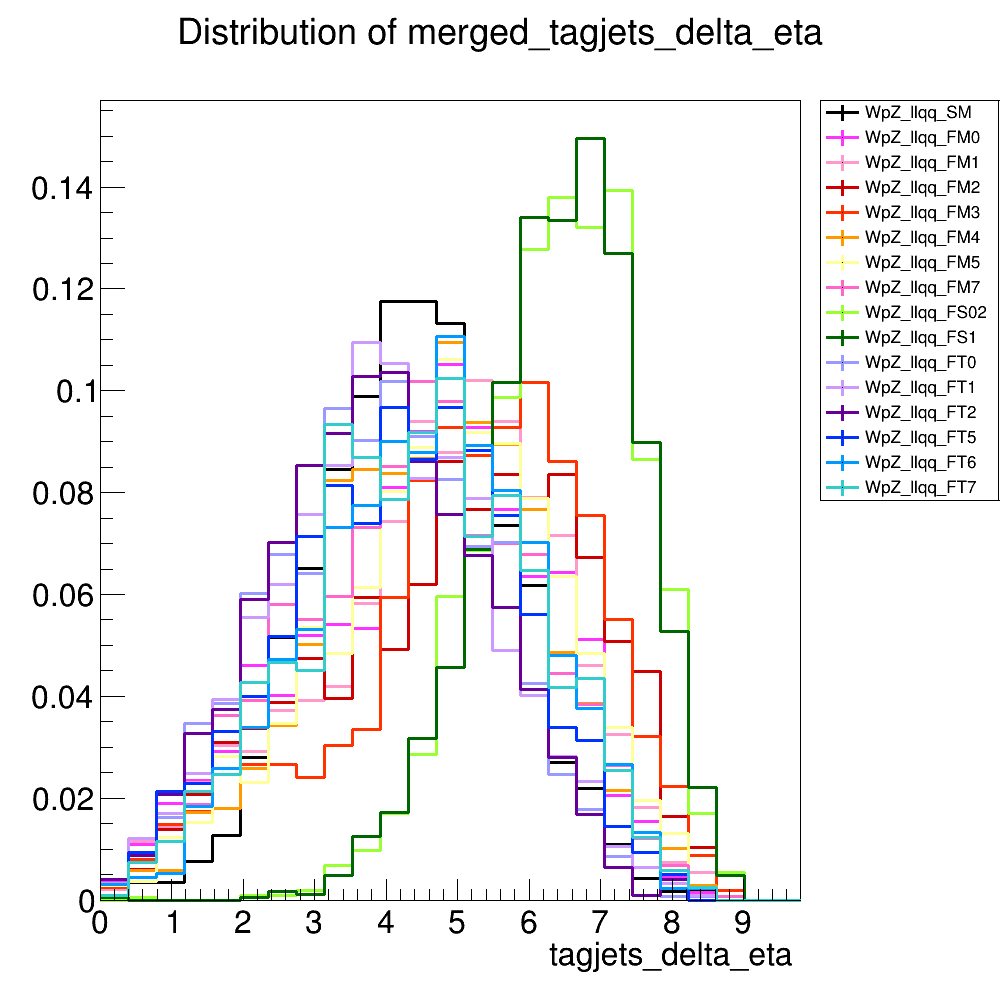 Distribution of merged_tagjets_delta_eta
WpZ_llqq_SM
WpZ_llqq_FM0
WpZ_llqq_FM1
WpZ_llqq_FM2
WpZ_llqq_FM3
WpZ_llqq_FM4
WpZ_llqq_FM5
WpZ_llqq_FM7
WpZ_llqq_FS02
WpZ_llqq_FS1
WpZ_llqq_FT0
WpZ_llqq_FT1
WpZ_llqq_FT2
WpZ_llqq_FT5
WpZ_llqq_FT6
WpZ_llqq_FT7
0.14
0.12
0.1
0.08
0.06
0.04
0.02
0
0 1 2 3 4 5 6 7 8 9
tagjets_delta_eta